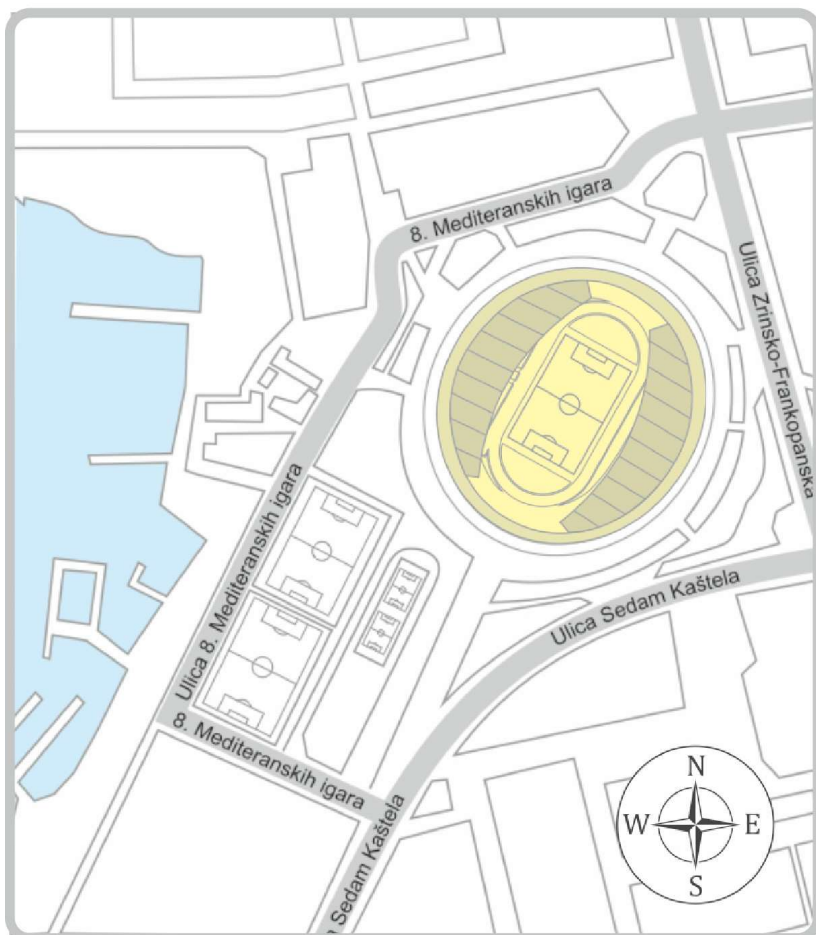 8. Mediteranskih igara
Ulica Zrinsko-Frankopanska
Ulica 8. Mediteranskih igara
Ulica Sedam Kaštela
8. Mediteranskih igara
Sedam Kaštela
N
W E
S